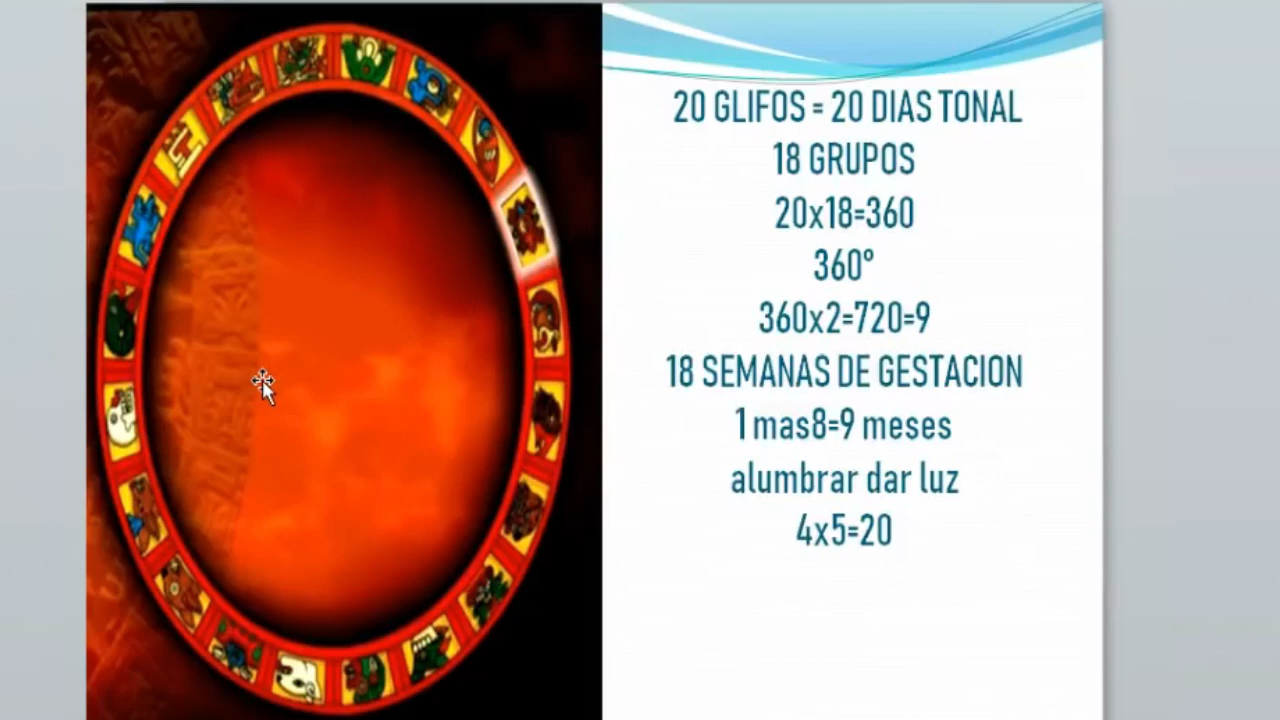 20 GLIFOS = 20 DIAS TONAL
18 GRUPOS
20x18=360
360°
360x2=720=9
18 SEMANAS DE GESTACION
1 mas8=9 meses
alumbrar dar luz
4x5=20